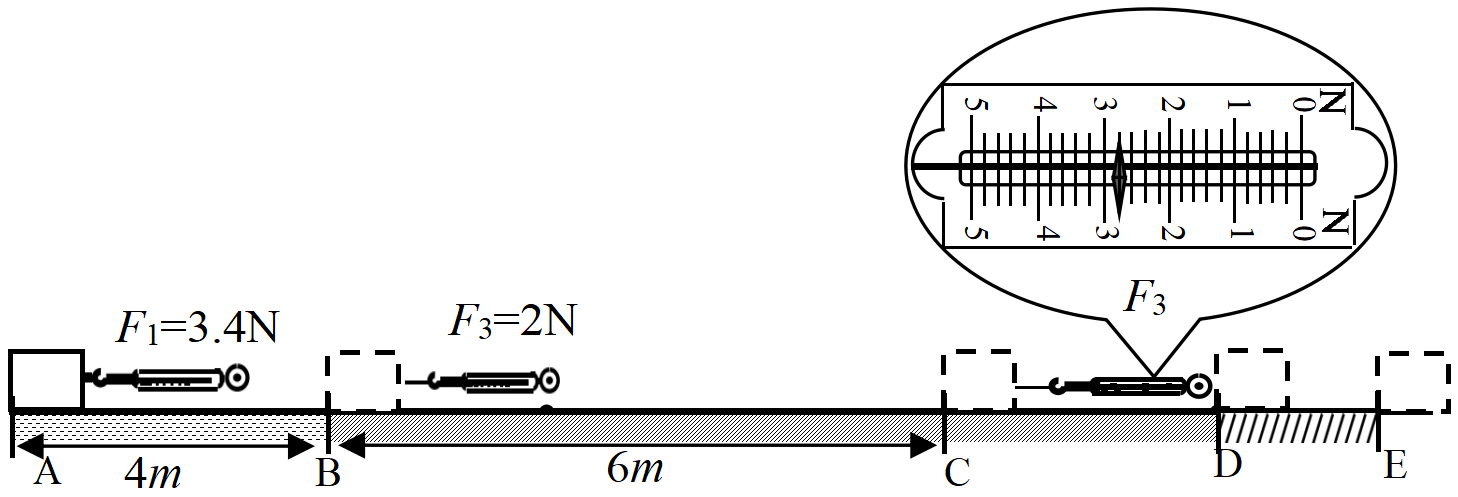 5 4 3 2 1 0 N
5 4 3 2 1 0 N
F₃
F₁=3.4N
F₃=2N
A 4m B 6m C D E